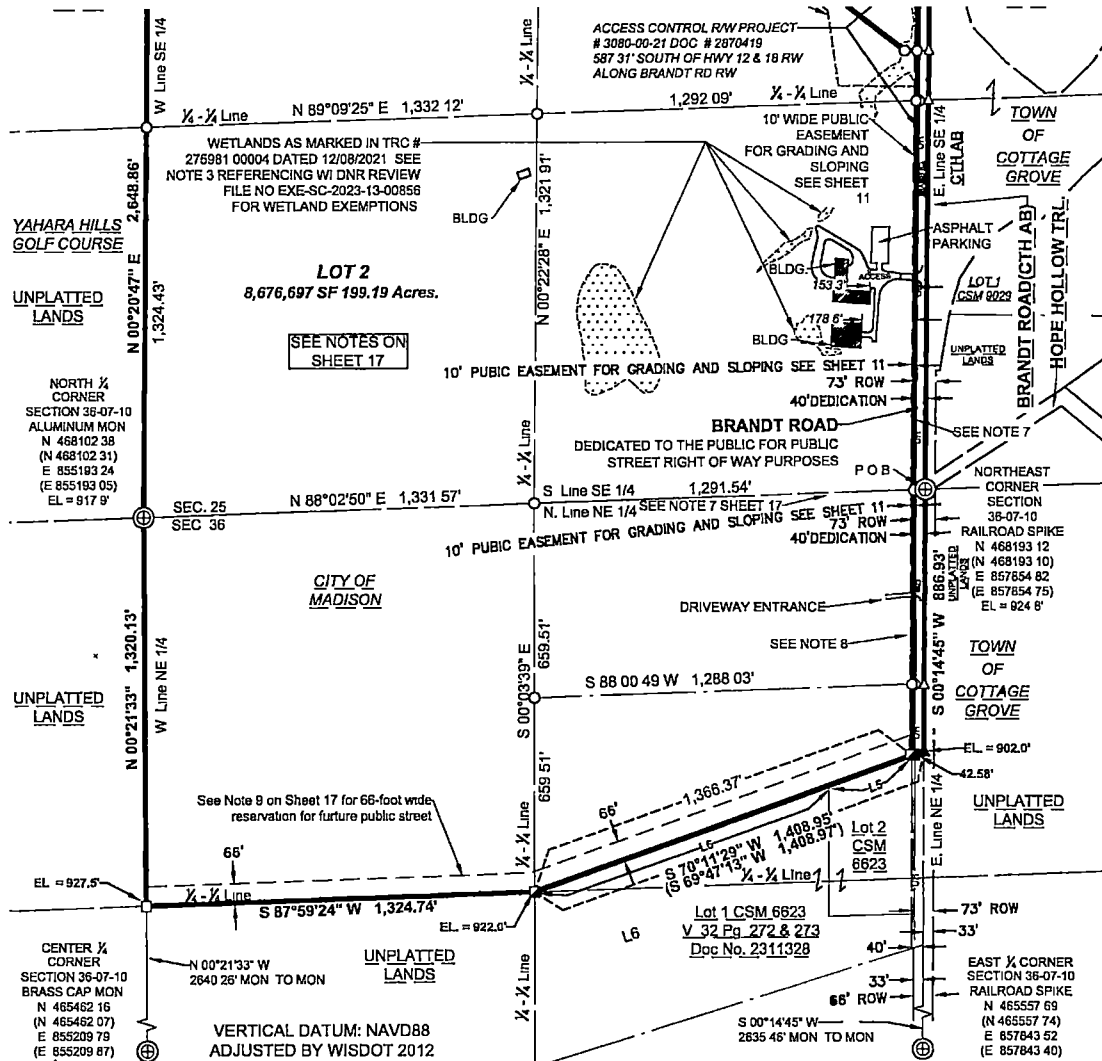 ACCESS CONTROL R/W PROJECT
# 3080-00-21 DOC # 2870419
587 31' SOUTH OF HWY 12 & 18 RW
ALONG BRANDT RD RW
W Line SE 1/4
¼ - ¼ Line
¼ - ¼ Line
N 89°09'25" E 1,332 12'
1,292 09'
¼ - ¼ Line
WETLANDS AS MARKED IN TRC #
275981 00004 DATED 12/08/2021 SEE
NOTE 3 REFERENCING WI DNR REVIEW
FILE NO EXE-SC-2023-13-00856
FOR WETLAND EXEMPTIONS
10' WIDE PUBLIC
EASEMENT
FOR GRADING AND
SLOPING
SEE SHEET
11
E. Line SE 1/4
CTH AB
TOWN
OF
COTTAGE
GROVE
BLDG
N 00°22'28" E 1,321 91'
N 00°20'47" E 2,648.86'
1,324.43'
YAHARA HILLS
GOLF COURSE
UNPLATTED
LANDS
LOT 2
8,676,697 SF 199.19 Acres.
SEE NOTES ON
SHEET 17
ASPHALT
PARKING
BLDG
ACCESS
153.3'
178 6'
BLDG
LOT 1
CSM 9029
UNPLATTED
LANDS
BRANDT ROAD(CTH AB)
HOPE HOLLOW TRL.
10' PUBIC EASEMENT FOR GRADING AND SLOPING SEE SHEET 11
73' ROW
40'DEDICATION
NORTH ¼
CORNER
SECTION 36-07-10
ALUMINUM MON
N 468102 38
(N 468102 31)
E 855193 24
(E 855193 05)
EL = 917 9'
¼ - ¼ Line
BRANDT ROAD
DEDICATED TO THE PUBLIC FOR PUBLIC
STREET RIGHT OF WAY PURPOSES
SEE NOTE 7
P O B
SEC. 25
SEC 36
N 88°02'50" E 1,331 57'
S Line SE 1/4
N. Line NE 1/4
1,291.54'
SEE NOTE 7 SHEET 17
10' PUBIC EASEMENT FOR GRADING AND SLOPING SEE SHEET 11
73' ROW
40'DEDICATION
NORTHEAST
CORNER
SECTION
36-07-10
RAILROAD SPIKE
N 468193 12
(N 468193 10)
E 857854 82
(E 857854 75)
EL = 924 8'
CITY OF
MADISON
DRIVEWAY ENTRANCE
UNPLATTED
LANDS
S 00°14'45" W 886.93'
SEE NOTE 8
TOWN
OF
COTTAGE
GROVE
N 00°21'33" W 1,320.13'
W Line NE 1/4
UNPLATTED
LANDS
S 00°03'39" E 659.51'
S 88 00 49 W 1,288 03'
659 51'
¼ - ¼ Line
EL. = 902.0'
42.58'
E. Line NE 1/4
UNPLATTED
LANDS
See Note 9 on Sheet 17 for 66-foot wide
reservation for furture public street
66'
66'
1,366.37'
L5
L6
S 70°11'29" W 1,408.95'
(S 69°47'13" W 1,408.97')
Lot 2
CSM
6623
¼ - ¼ Line
EL = 927.5'
¼ - ¼ Line
S 87°59'24" W 1,324.74'
EL. = 922.0'
L6
Lot 1 CSM 6623
V 32 Pg 272 & 273
Doc No. 2311328
73' ROW
33'
40'
33'
66' ROW
CENTER ¼
CORNER
SECTION 36-07-10
BRASS CAP MON
N 465462 16
(N 465462 07)
E 855209 79
(E 855209 87)
N 00°21'33" W
2640 26' MON TO MON
UNPLATTED
LANDS
¼ - ¼ Line
VERTICAL DATUM: NAVD88
ADJUSTED BY WISDOT 2012
S 00°14'45" W
2635 46' MON TO MON
EAST ¼ CORNER
SECTION 36-07-10
RAILROAD SPIKE
N 465557 69
(N 465557 74)
E 857843 52
(E 857843 40)